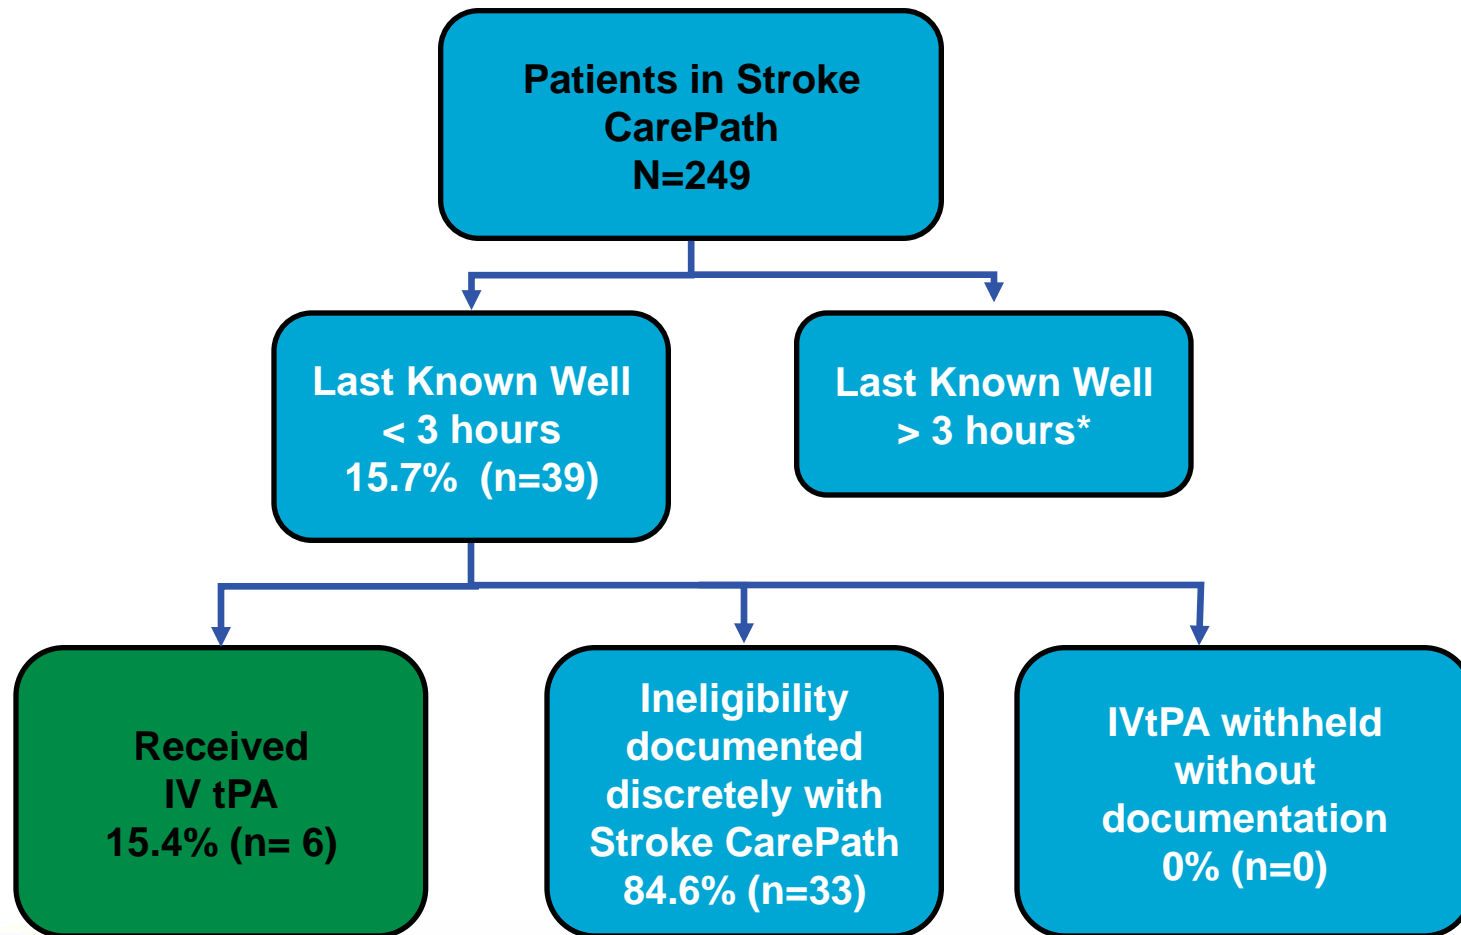 Patients in Stroke
CarePath
N=249
Last Known Well
< 3 hours
15.7%  (n=39)
Last Known Well
> 3 hours*
Received
IV tPA
15.4% (n= 6)
Ineligibility
documented
discretely with
Stroke CarePath
84.6% (n=33)
IVtPA withheld
without
documentation
0% (n=0)